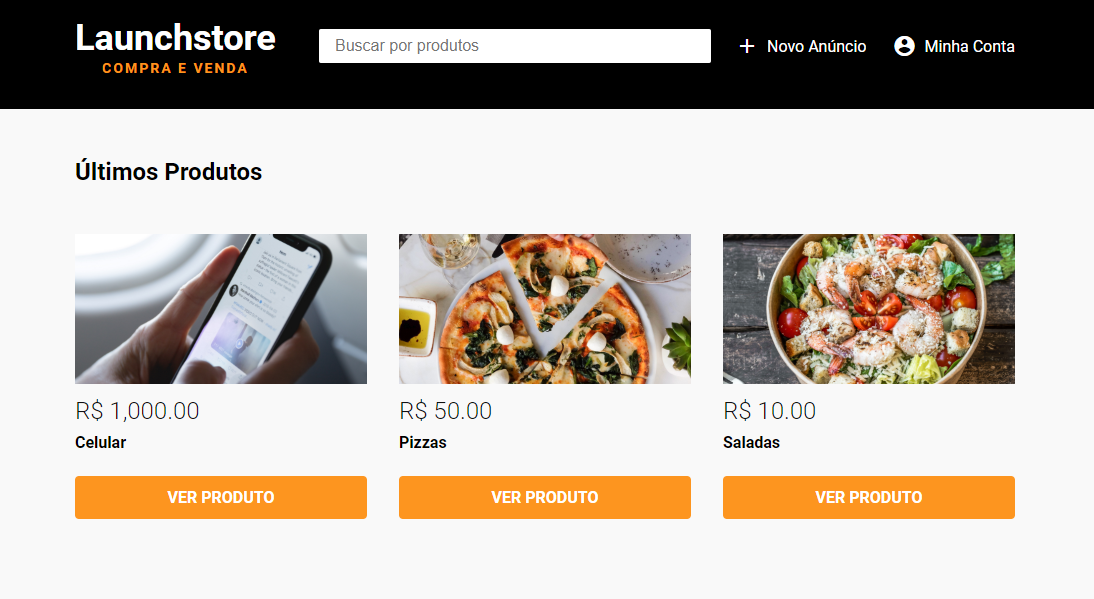 Launchstore
COMPRA E VENDA
Buscar por produtos
Novo Anúncio
Minha Conta
Últimos Produtos
R$ 1,000.00
Celular
VER PRODUTO
R$ 50.00
Pizzas
VER PRODUTO
R$ 10.00
Saladas
VER PRODUTO